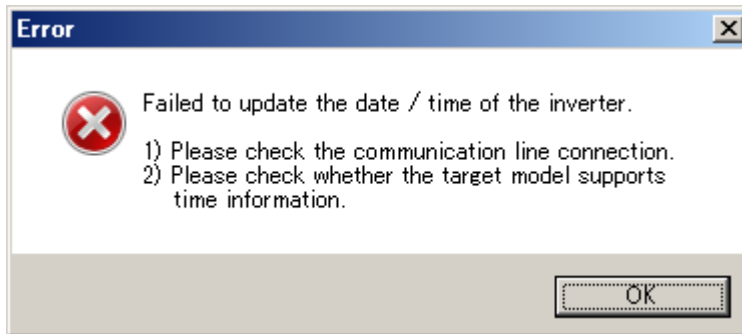 Error
Failed to update the date / time of the inverter.
1) Please check the communication line connection.
2) Please check whether the target model supports
time information.
OK